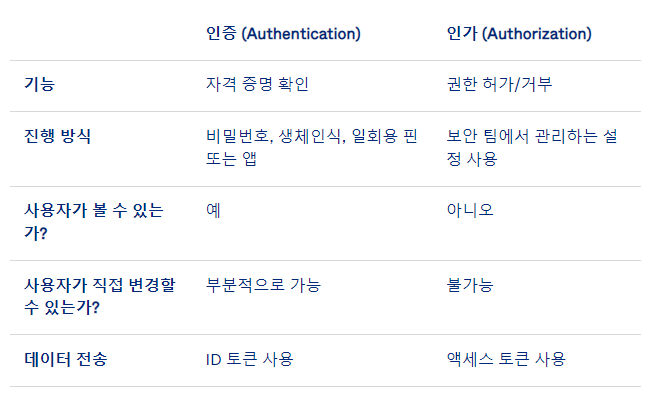 인증 (Authentication) 인가 (Authorization)
기능 자격 증명 확인 권한 허가/거부
진행 방식 비밀번호, 생체인식, 일회용 핀 보안 팀에서 관리하는 설
또는 앱 정 사용
사용자가 볼 수 있는 예 아니오
가?
사용자가 직접 변경할 부분적으로 가능 불가능
수 있는가?
데이터 전송 ID 토큰 사용 액세스 토큰 사용